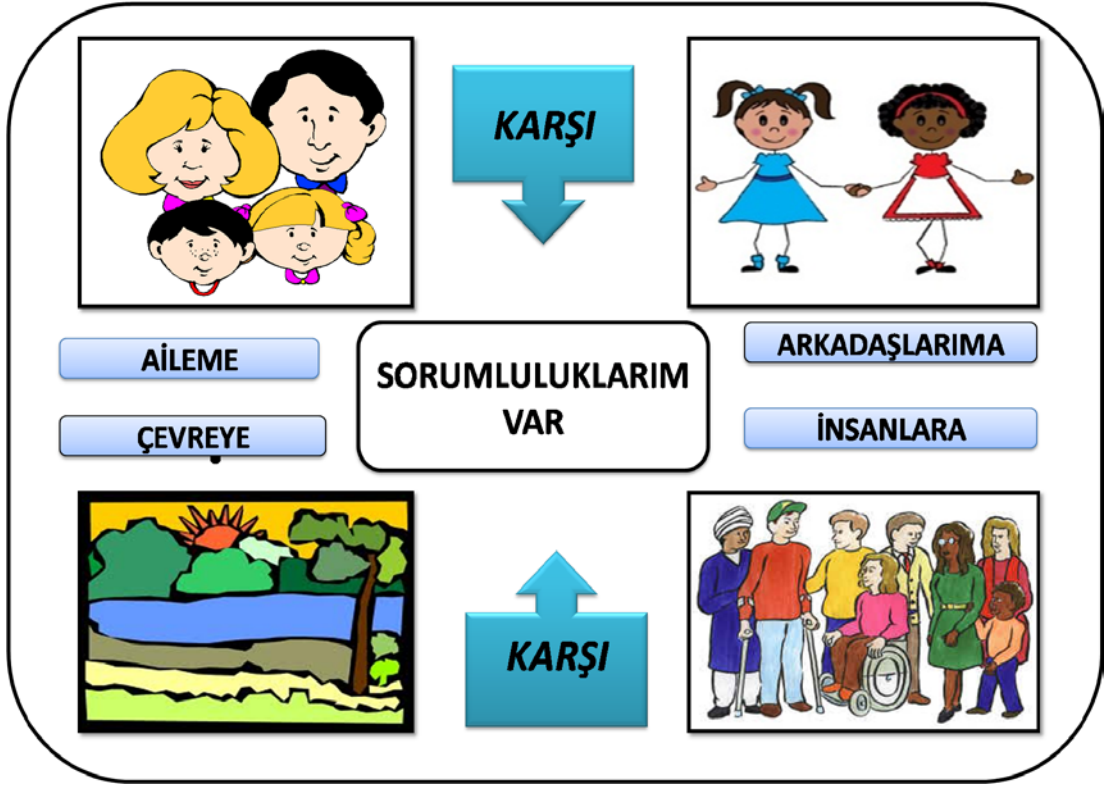 KARŞI
AİLEME
ARKADAŞLARIMA
SORUMLULUKLARIM
VAR
ÇEVREYE
İNSANLARA
KARŞI